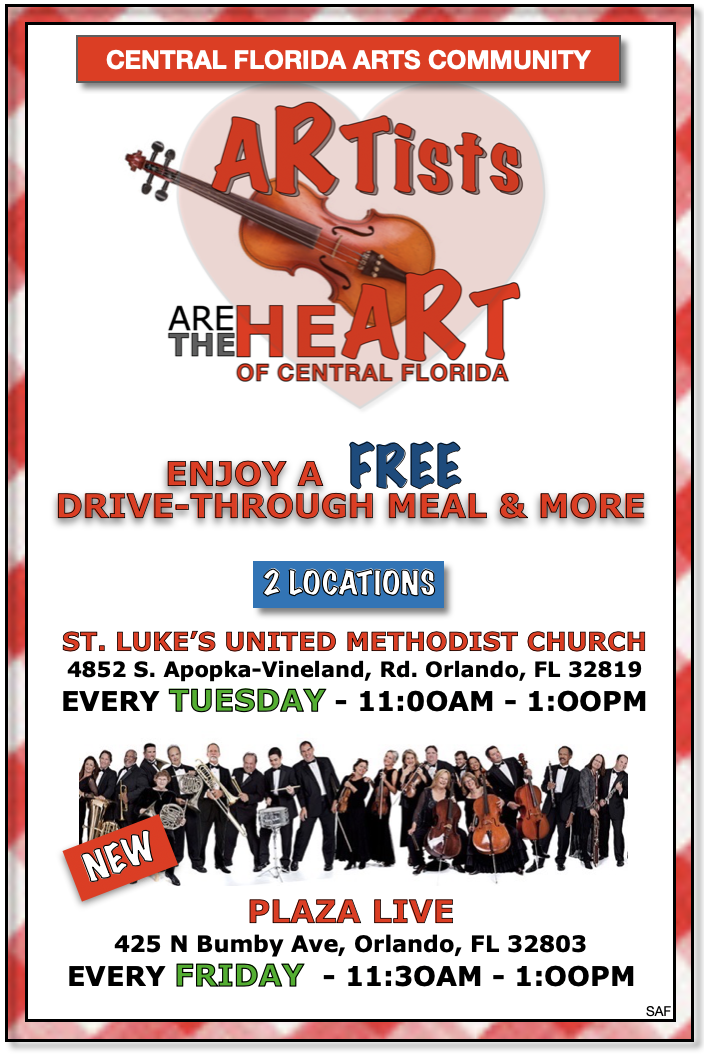 CENTRAL FLORIDA ARTS COMMUNITY
ARTists
ARE
THE HEART
OF CENTRAL FLORIDA
ENJOY A FREE
DRIVE-THROUGH MEAL & MORE
2 LOCATIONS
ST. LUKE’S UNITED METHODIST CHURCH
4852 S. Apopka-Vineland, Rd. Orlando, FL 32819
EVERY TUESDAY - 11:0OAM - 1:OOPM
NEW
PLAZA LIVE
425 N Bumby Ave, Orlando, FL 32803
EVERY FRIDAY - 11:3OAM - 1:OOPM
SAF